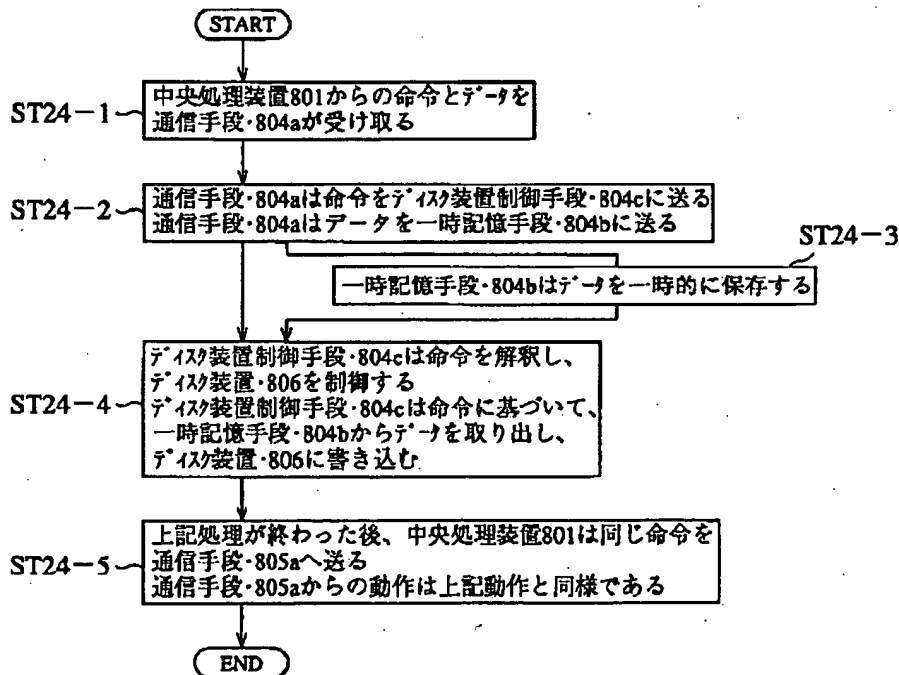 START
ST24-1
中央処理装置801からの命令とデータを
通信手段・804aが受け取る
ST24-2
通信手段・804aは命令をディスク装置制御手段・804cに送る
通信手段・804aはデータを一時記憶手段・804bに送る
ST24-3
一時記憶手段・804bはデータを一時的に保存する
ST24-4
ディスク装置制御手段・804cは命令を解釈し、
ディスク装置・806を制御する
ディスク装置制御手段・804cは命令に基づいて、
一時記憶手段・804bからデータを取り出し、
ディスク装置・806に書き込む
ST24-5
上記処理が終わった後、中央処理装置801は同じ命令を
通信手段・805aへ送る
通信手段・805aからの動作は上記動作と同様である
END